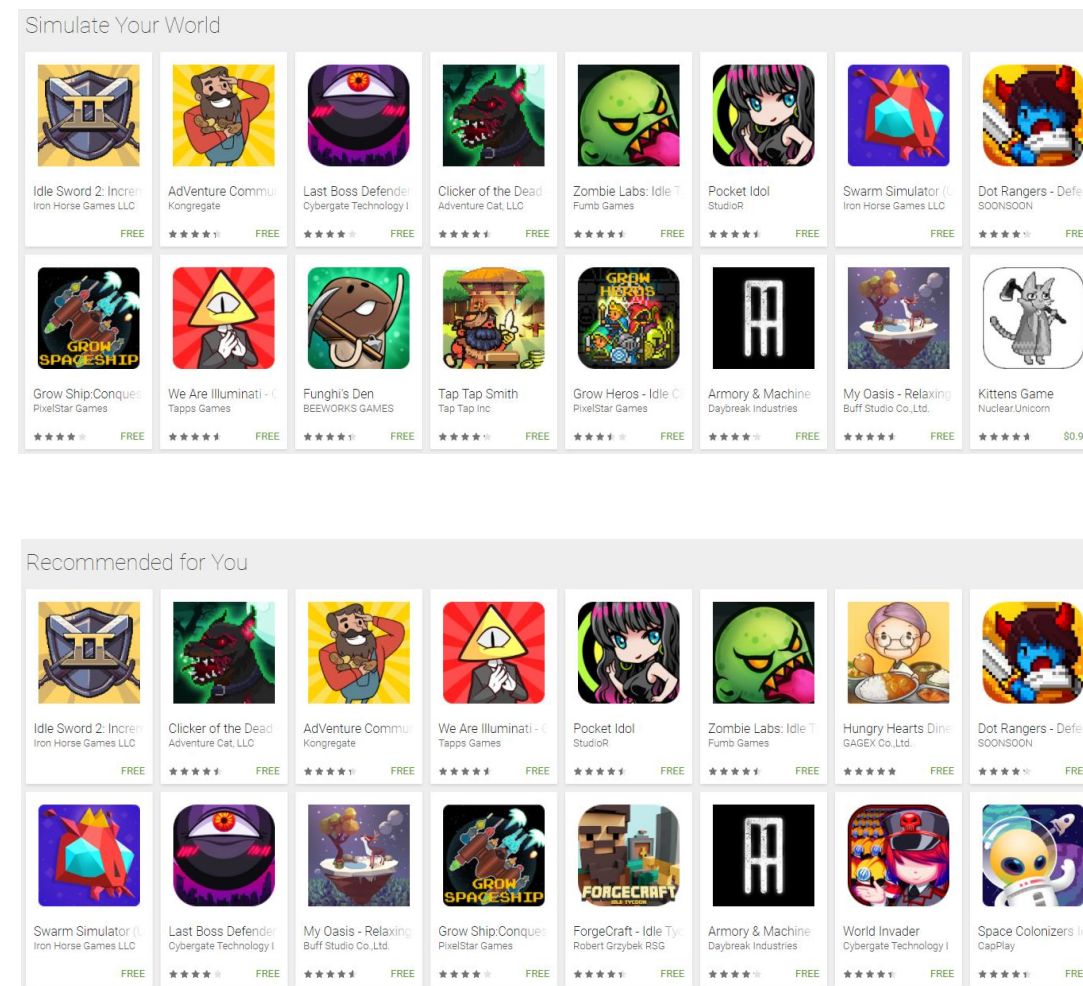 Simulate Your World
Idle Sword 2: Increm
Iron Horse Games LLC
FREE
AdVenture Commu
Kongregate
FREE
Last Boss Defender
Cybergate Technology
FREE
Clicker of the Dead
Adventure Cat, LLC
FREE
Zombie Labs: Idle T
Fumb Games
FREE
Pocket Idol
StudioR
FREE
Swarm Simulator (
Iron Horse Games LLC
FREE
Dot Rangers - Defe
SOONSOON
FRE
GROW
SPACESHIP
Grow Ship:Conques
PixelStar Games
FREE
We Are Illuminati -
Tapps Games
FREE
Funghi's Den
BEEWORKS GAMES
FREE
Tap Tap Smith
Tap Tap Inc
FREE
GROW
HEROS
Grow Heros - Idle C
PixelStar Games
FREE
Armory & Machine
Daybreak Industries
FREE
My Oasis - Relaxing
Buff Studio Co.,Ltd.
FREE
Kittens Game
Nuclear.Unicorn
$0.9
Recommended for You
Idle Sword 2: Increm
Iron Horse Games LLC
FREE
Clicker of the Dead
Adventure Cat, LLC
FREE
AdVenture Commu
Kongregate
FREE
We Are Illuminati -
Tapps Games
FREE
Pocket Idol
StudioR
FREE
Zombie Labs: Idle T
Fumb Games
FREE
Hungry Hearts Dine
GAGEX Co.,Ltd.
FREE
Dot Rangers - Defe
SOONSOON
FRE
Swarm Simulator (
Iron Horse Games LLC
FREE
Last Boss Defender
Cybergate Technology
FREE
My Oasis - Relaxing
Buff Studio Co.,Ltd.
FREE
GROW
SPACESHIP
Grow Ship:Conques
PixelStar Games
FREE
FORGECRAFT
IDLE TYCOON
ForgeCraft - Idle Tyc
Robert Grzybek RSG
FREE
Armory & Machine
Daybreak Industries
FREE
World Invader
Cybergate Technology
FREE
Space Colonizers I
CapPlay
FRE